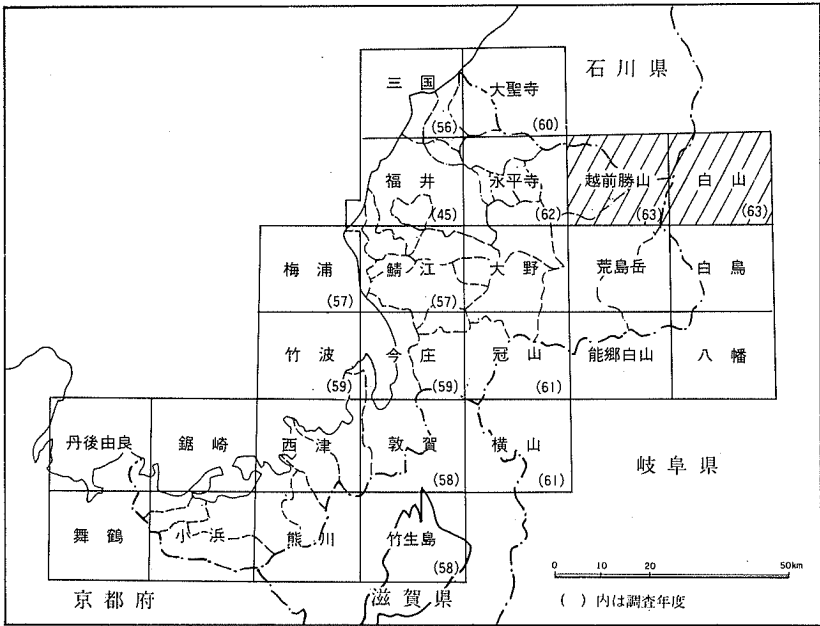 石川県
三国
(56)
大聖寺
(60)
福井
(45)
永平寺
(62)
越前勝山
(63)
白山
(63)
梅浦
(57)
鯖江
(57)
大野
荒島岳
白鳥
竹波
(59)
今庄
(59)
冠山
(61)
能郷白山
八幡
丹後由良
鋸崎
西津
敦賀
(58)
横山
(61)
岐阜県
舞鶴
小浜
熊川
竹生島
(58)
京都府
滋賀県
0 10 20 50km
( ) 内は調査年度